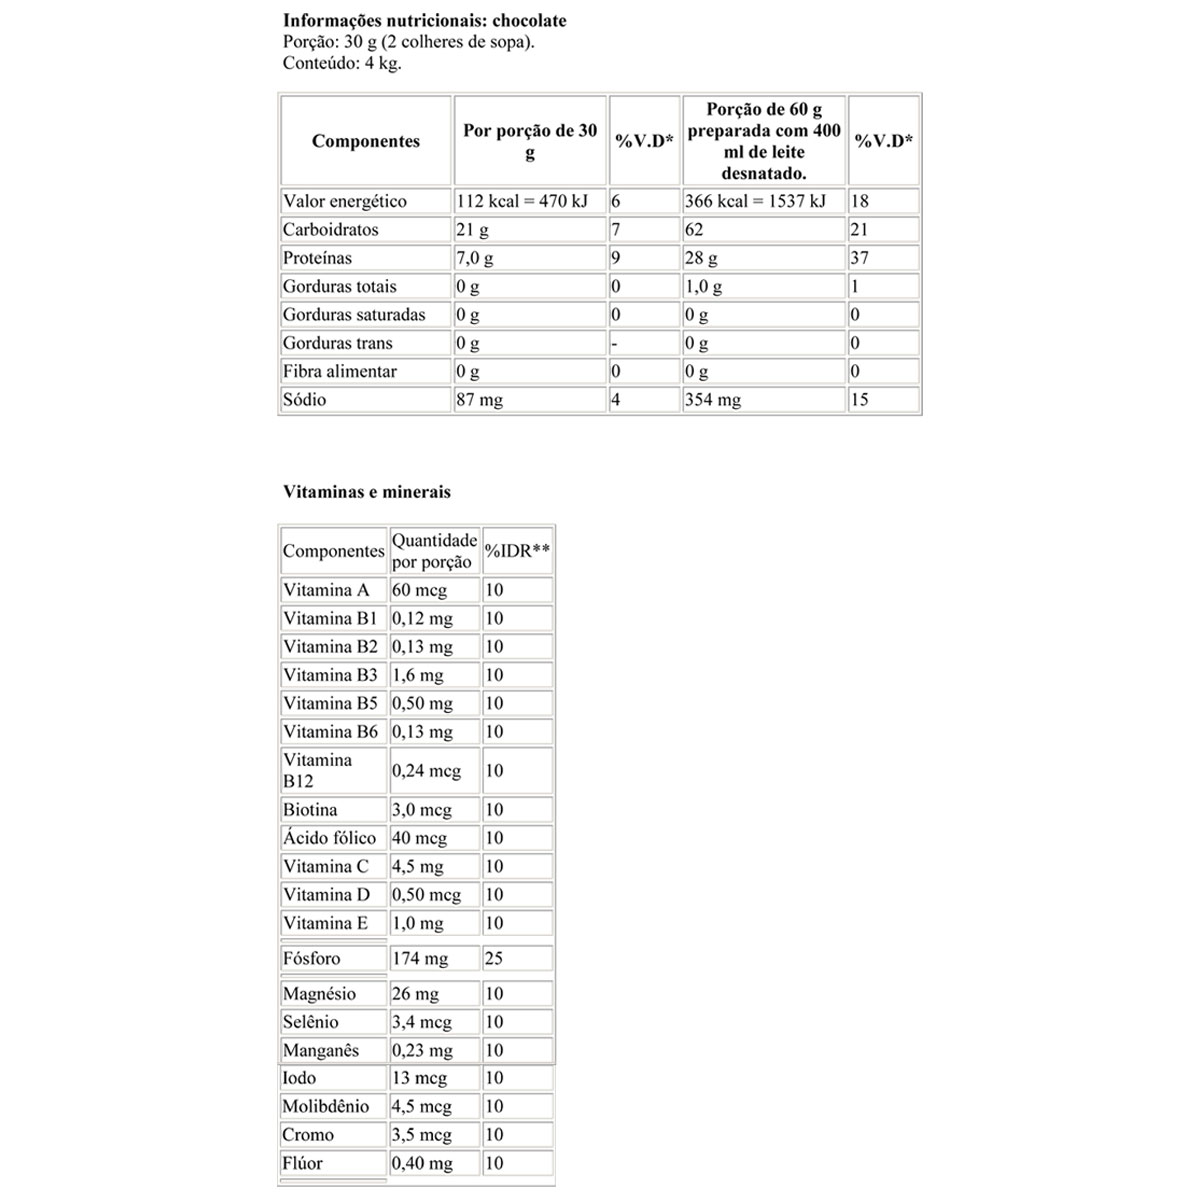 Informações nutricionais: chocolate
Porção: 30 g (2 colheres de sopa).
Conteúdo: 4 kg.
Componentes Por porção de 30 g %V.D* Porção de 60 g preparada com 400 ml de leite desnatado. %V.D*
Valor energético 112 kcal = 470 kJ 6 366 kcal = 1537 kJ 18
Carboidratos 21 g 7 62 21
Proteínas 7,0 g 9 28 g 37
Gorduras totais 0 g 0 1,0 g 1
Gorduras saturadas 0 g 0 0 g 0
Gorduras trans 0 g - 0 g 0
Fibra alimentar 0 g 0 0 g 0
Sódio 87 mg 4 354 mg 15
Vitaminas e minerais
Componentes Quantidade por porção %IDR**
Vitamina A 60 mcg 10
Vitamina B1 0,12 mg 10
Vitamina B2 0,13 mg 10
Vitamina B3 1,6 mg 10
Vitamina B5 0,50 mg 10
Vitamina B6 0,13 mg 10
Vitamina B12 0,24 mcg 10
Biotina 3,0 mcg 10
Ácido fólico 40 mcg 10
Vitamina C 4,5 mg 10
Vitamina D 0,50 mcg 10
Vitamina E 1,0 mg 10
Fósforo 174 mg 25
Magnésio 26 mg 10
Selênio 3,4 mcg 10
Manganês 0,23 mg 10
Iodo 13 mcg 10
Molibdênio 4,5 mcg 10
Cromo 3,5 mcg 10
Flúor 0,40 mg 10